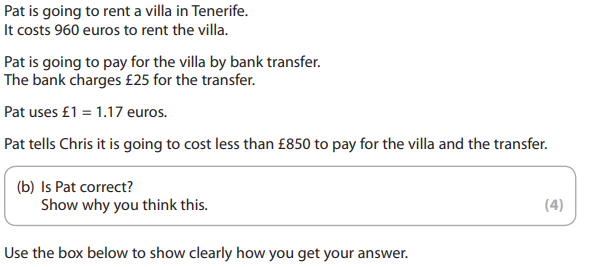 Pat is going to rent a villa in Tenerife.
It costs 960 euros to rent the villa.
Pat is going to pay for the villa by bank transfer.
The bank charges £25 for the transfer.
Pat uses £1 = 1.17 euros.
Pat tells Chris it is going to cost less than £850 to pay for the villa and the transfer.
(b) Is Pat correct?
Show why you think this.
(4)
Use the box below to show clearly how you get your answer.